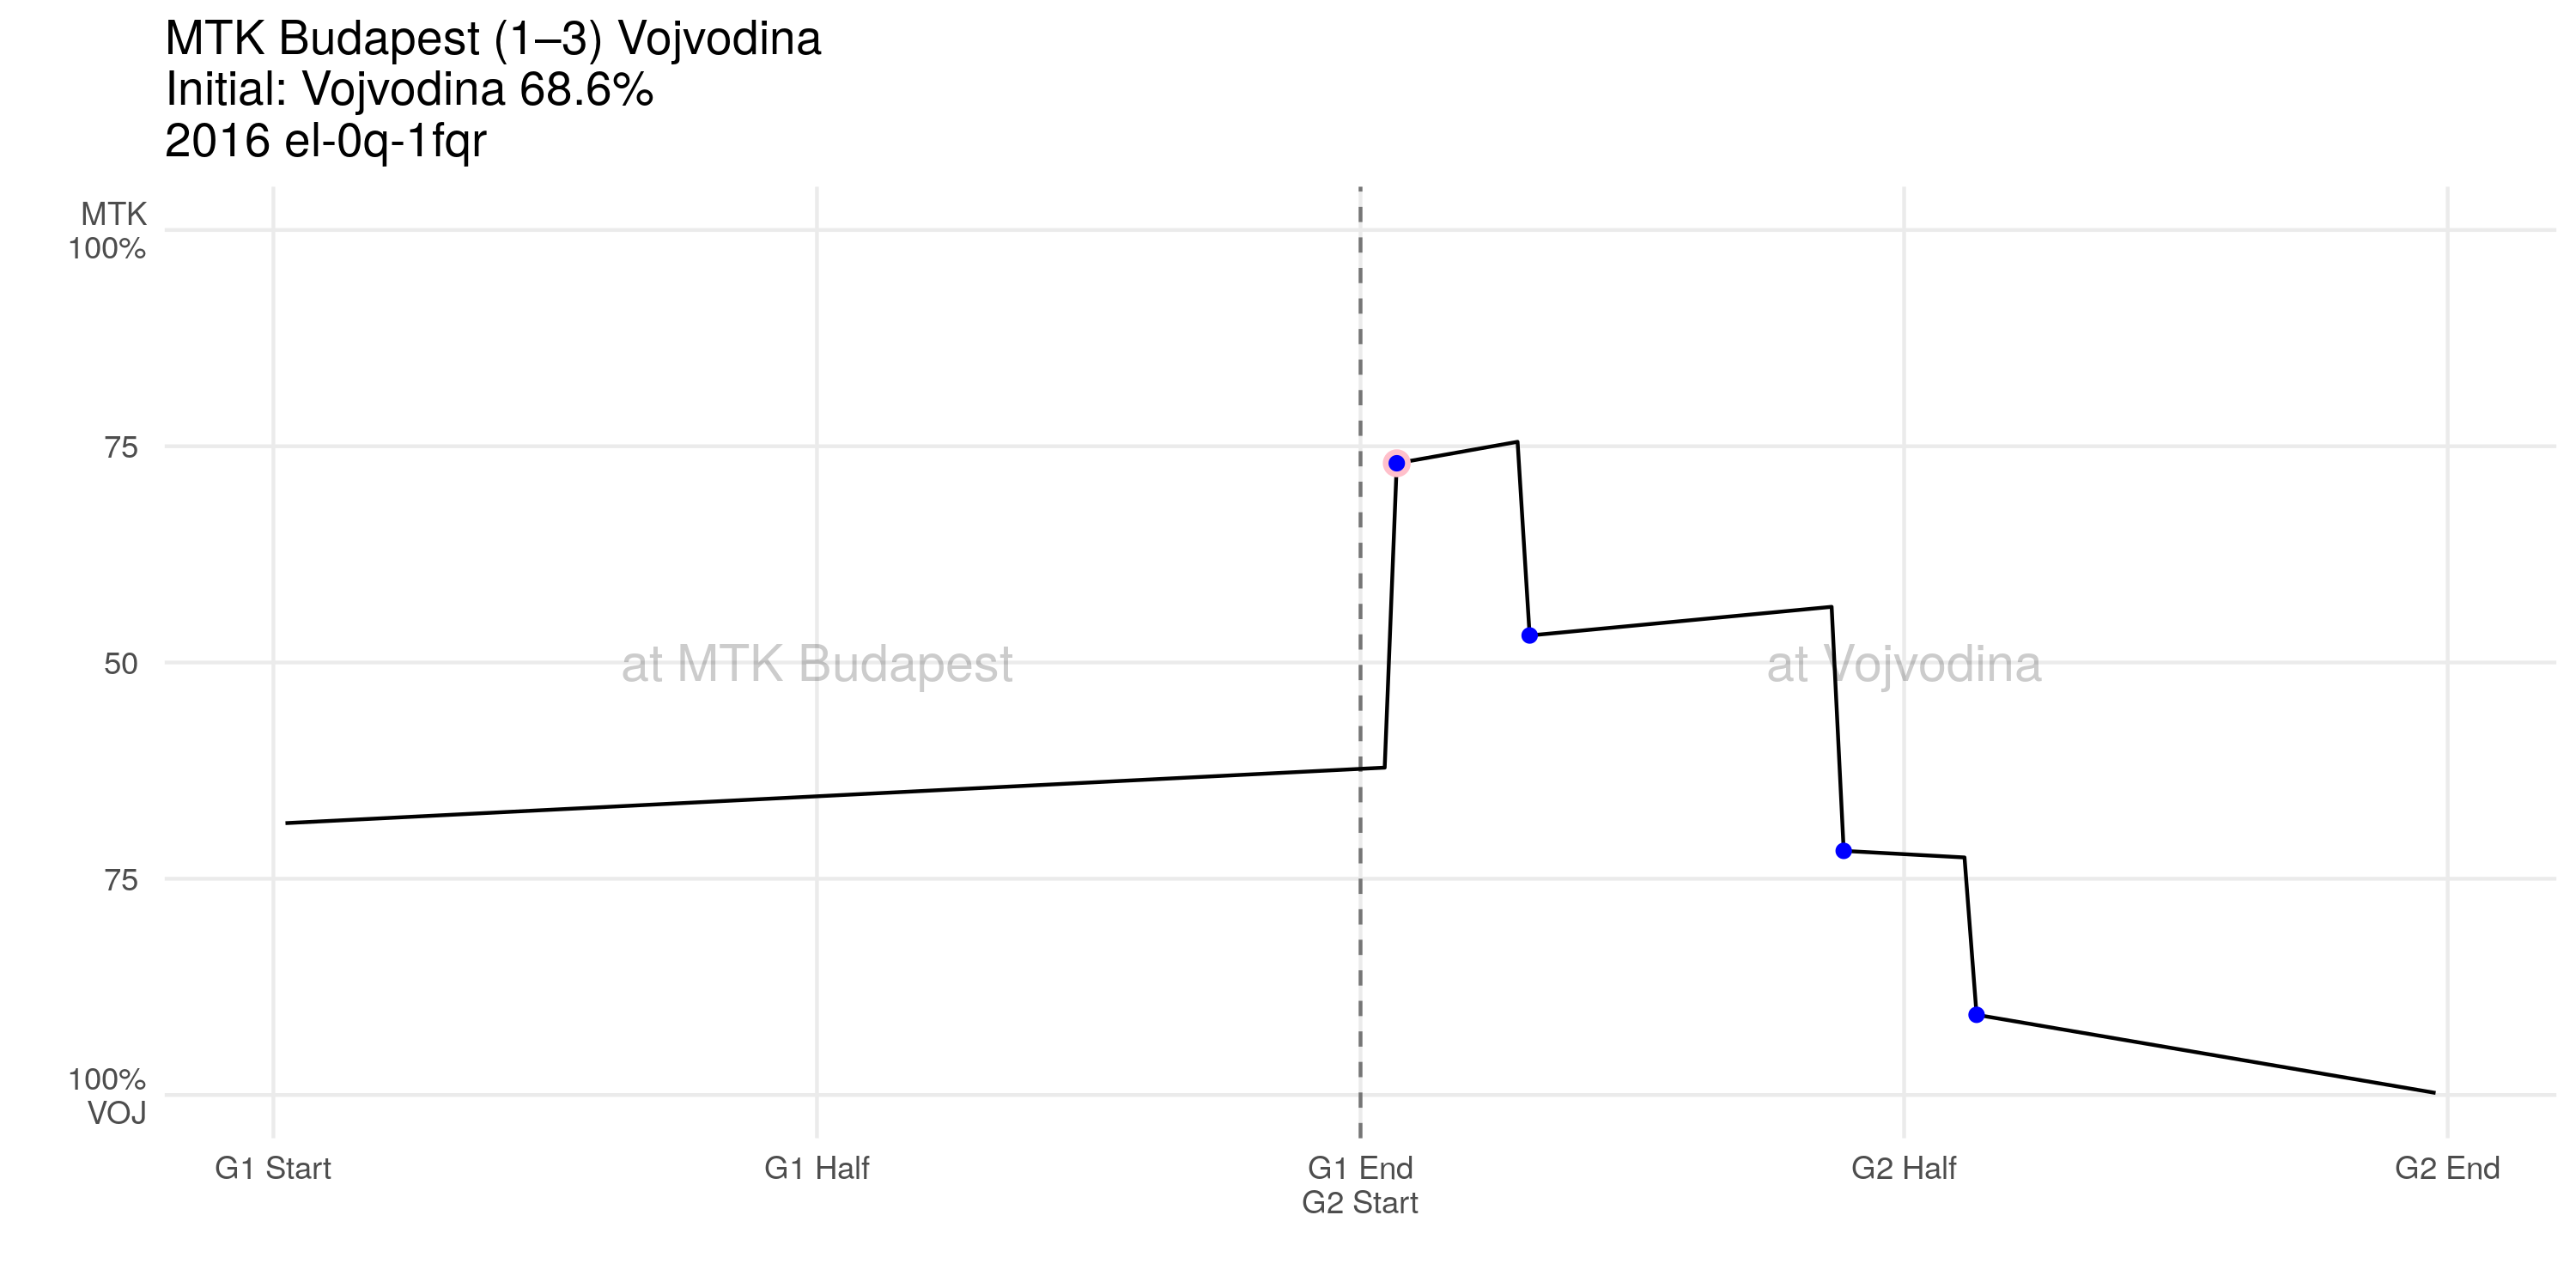 MTK Budapest (1–3) Vojvodina
Initial: Vojvodina 68.6%
2016 el-0q-1fqr
MTK
100%
75
50
75
100%
VOJ
at MTK Budapest
at Vojvodina
G1 Start
G1 Half
G1 End
G2 Start
G2 Half
G2 End